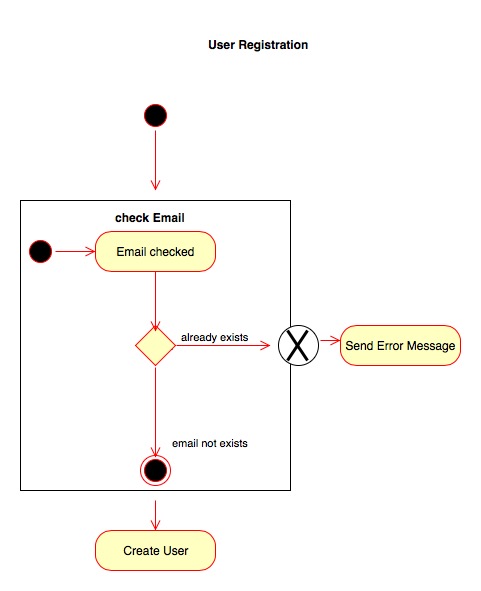 User Registration
check Email
Email checked
already exists
Send Error Message
email not exists
Create User